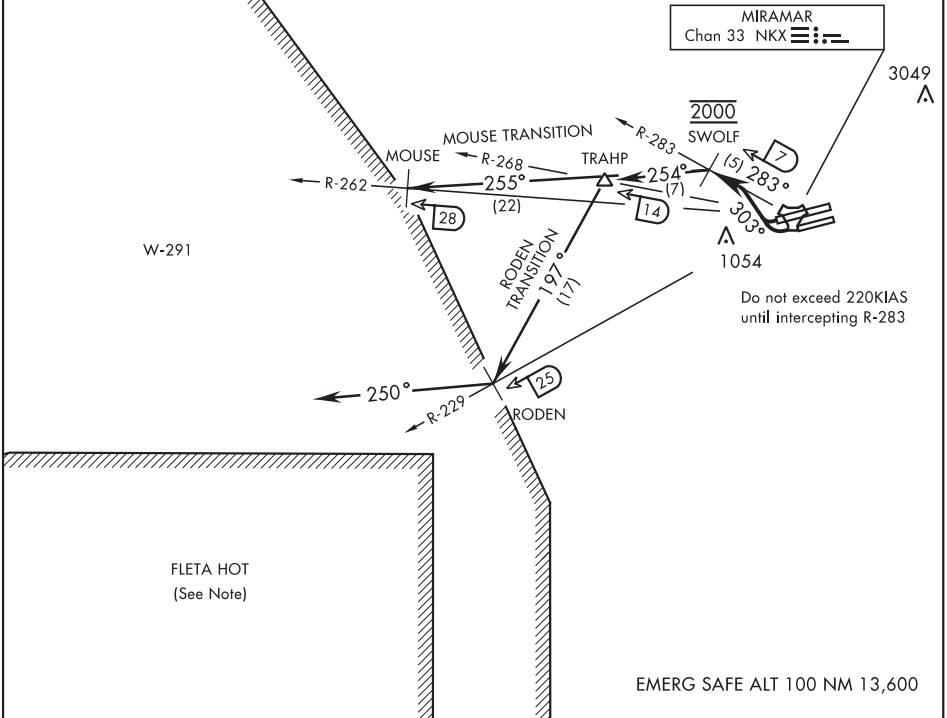 MIRAMAR
Chan 33 NKX
3049
2000
SWOLF
R-283
7
(5)
283°
MOUSE TRANSITION
R-268
TRAHP
254°
(7)
MOUSE
R-262
255°
(22)
14
303°
28
1054
W-291
RODEN
TRANSITION
197°
(17)
Do not exceed 220KIAS
until intercepting R-283
25
250°
R-229
RODEN
FLETA HOT
(See Note)
EMERG SAFE ALT 100 NM 13,600